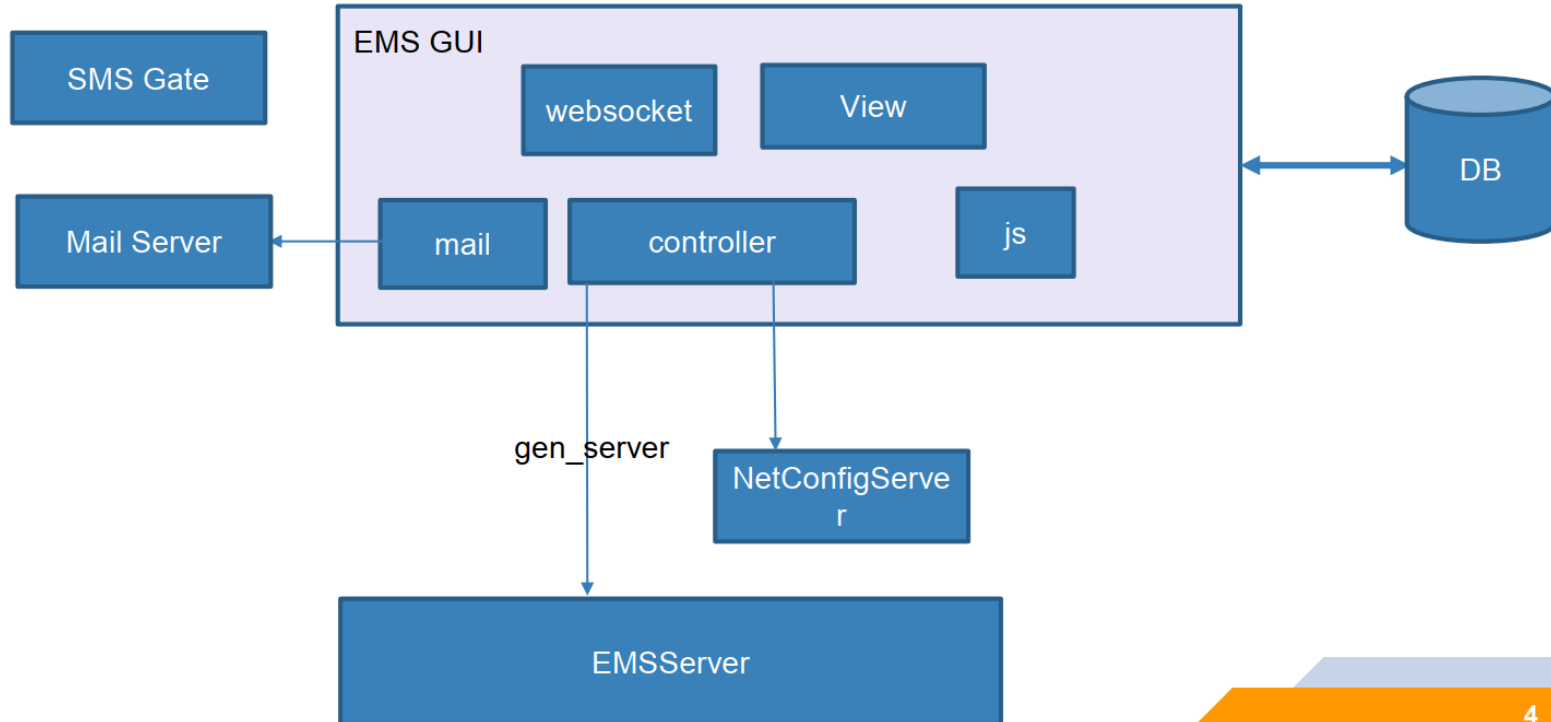 EMS GUI
SMS Gate
websocket
View
DB
Mail Server
mail
controller
js
gen_server
NetConfigServe
r
EMSServer
4